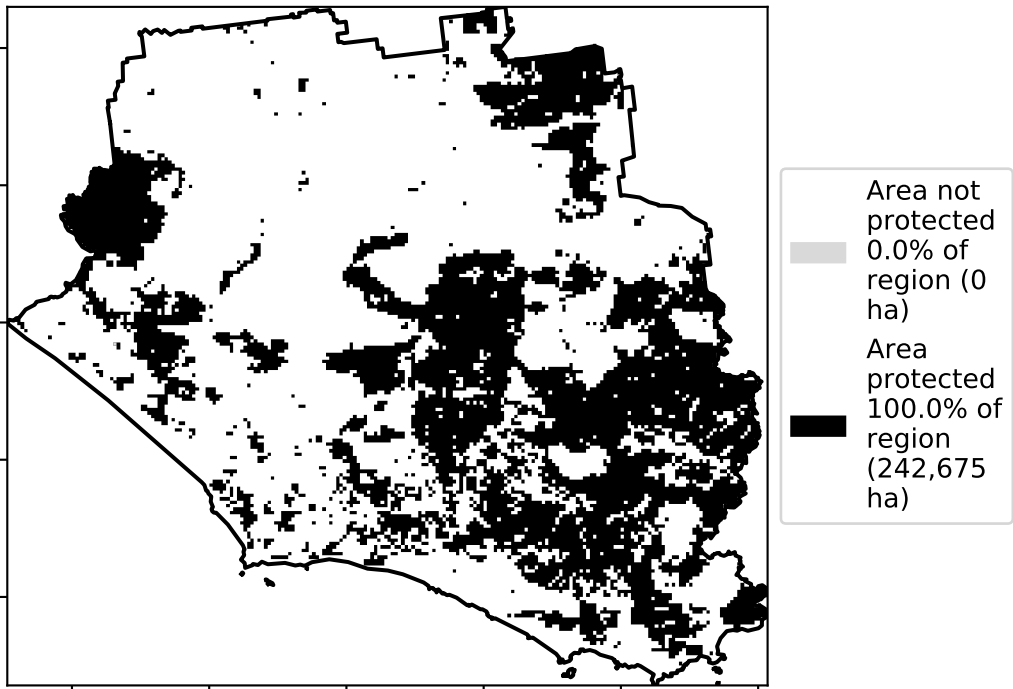 Area not
protected
0.0% of
region (0
ha)
Area
protected
100.0% of
region
(242,675
ha)